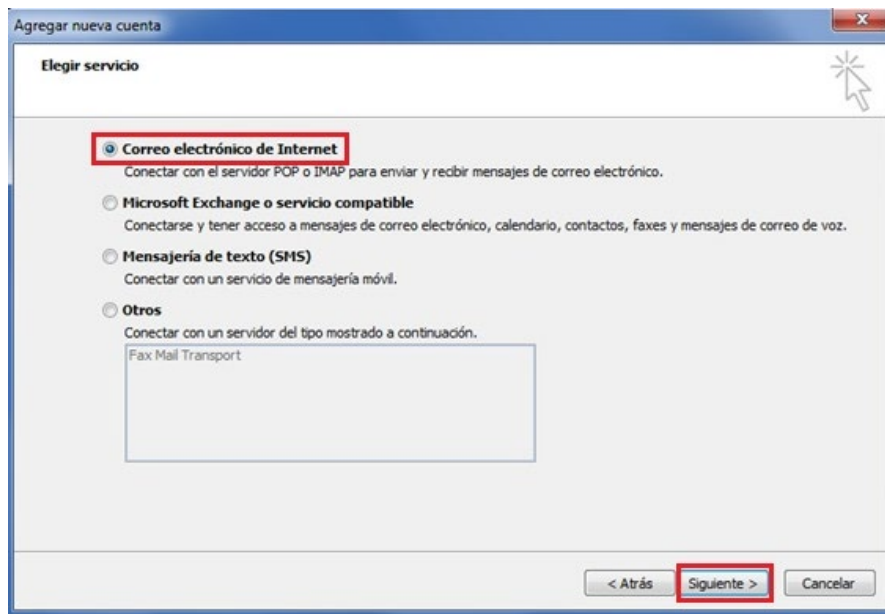 Agregar nueva cuenta
Elegir servicio
Correo electrónico de Internet
Conectar con el servidor POP o IMAP para enviar y recibir mensajes de correo electrónico.
Microsoft Exchange o servicio compatible
Conectarse y tener acceso a mensajes de correo electrónico, calendario, contactos, faxes y mensajes de correo de voz.
Mensajería de texto (SMS)
Conectar con un servicio de mensajería móvil.
Otros
Conectar con un servidor del tipo mostrado a continuación.
Fax Mail Transport
< Atrás Siguiente > Cancelar